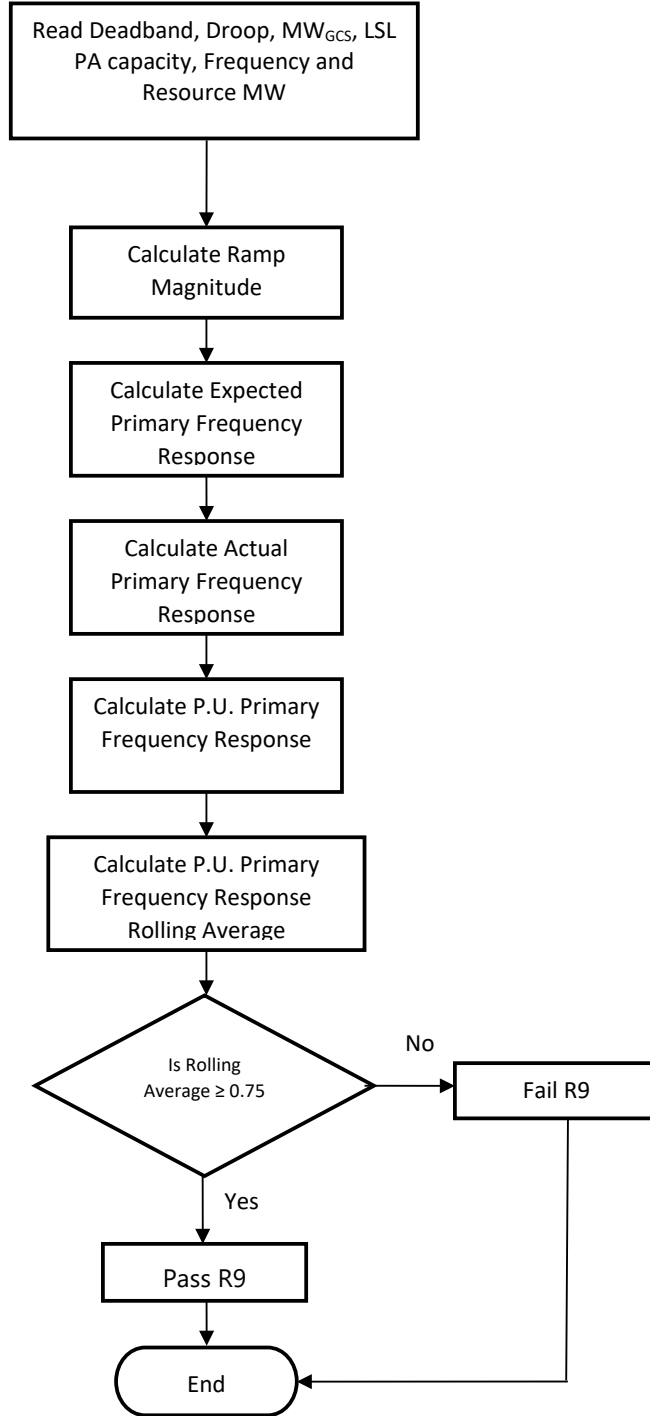 Read Deadband, Droop, MWGCS, LSL
PA capacity, Frequency and
Resource MW
Calculate Ramp
Magnitude
Calculate Expected
Primary Frequency
Response
Calculate Actual
Primary Frequency
Response
Calculate P.U. Primary
Frequency Response
Calculate P.U. Primary
Frequency Response
Rolling Average
Is Rolling
Average ≥ 0.75
No
Fail R9
Yes
Pass R9
End